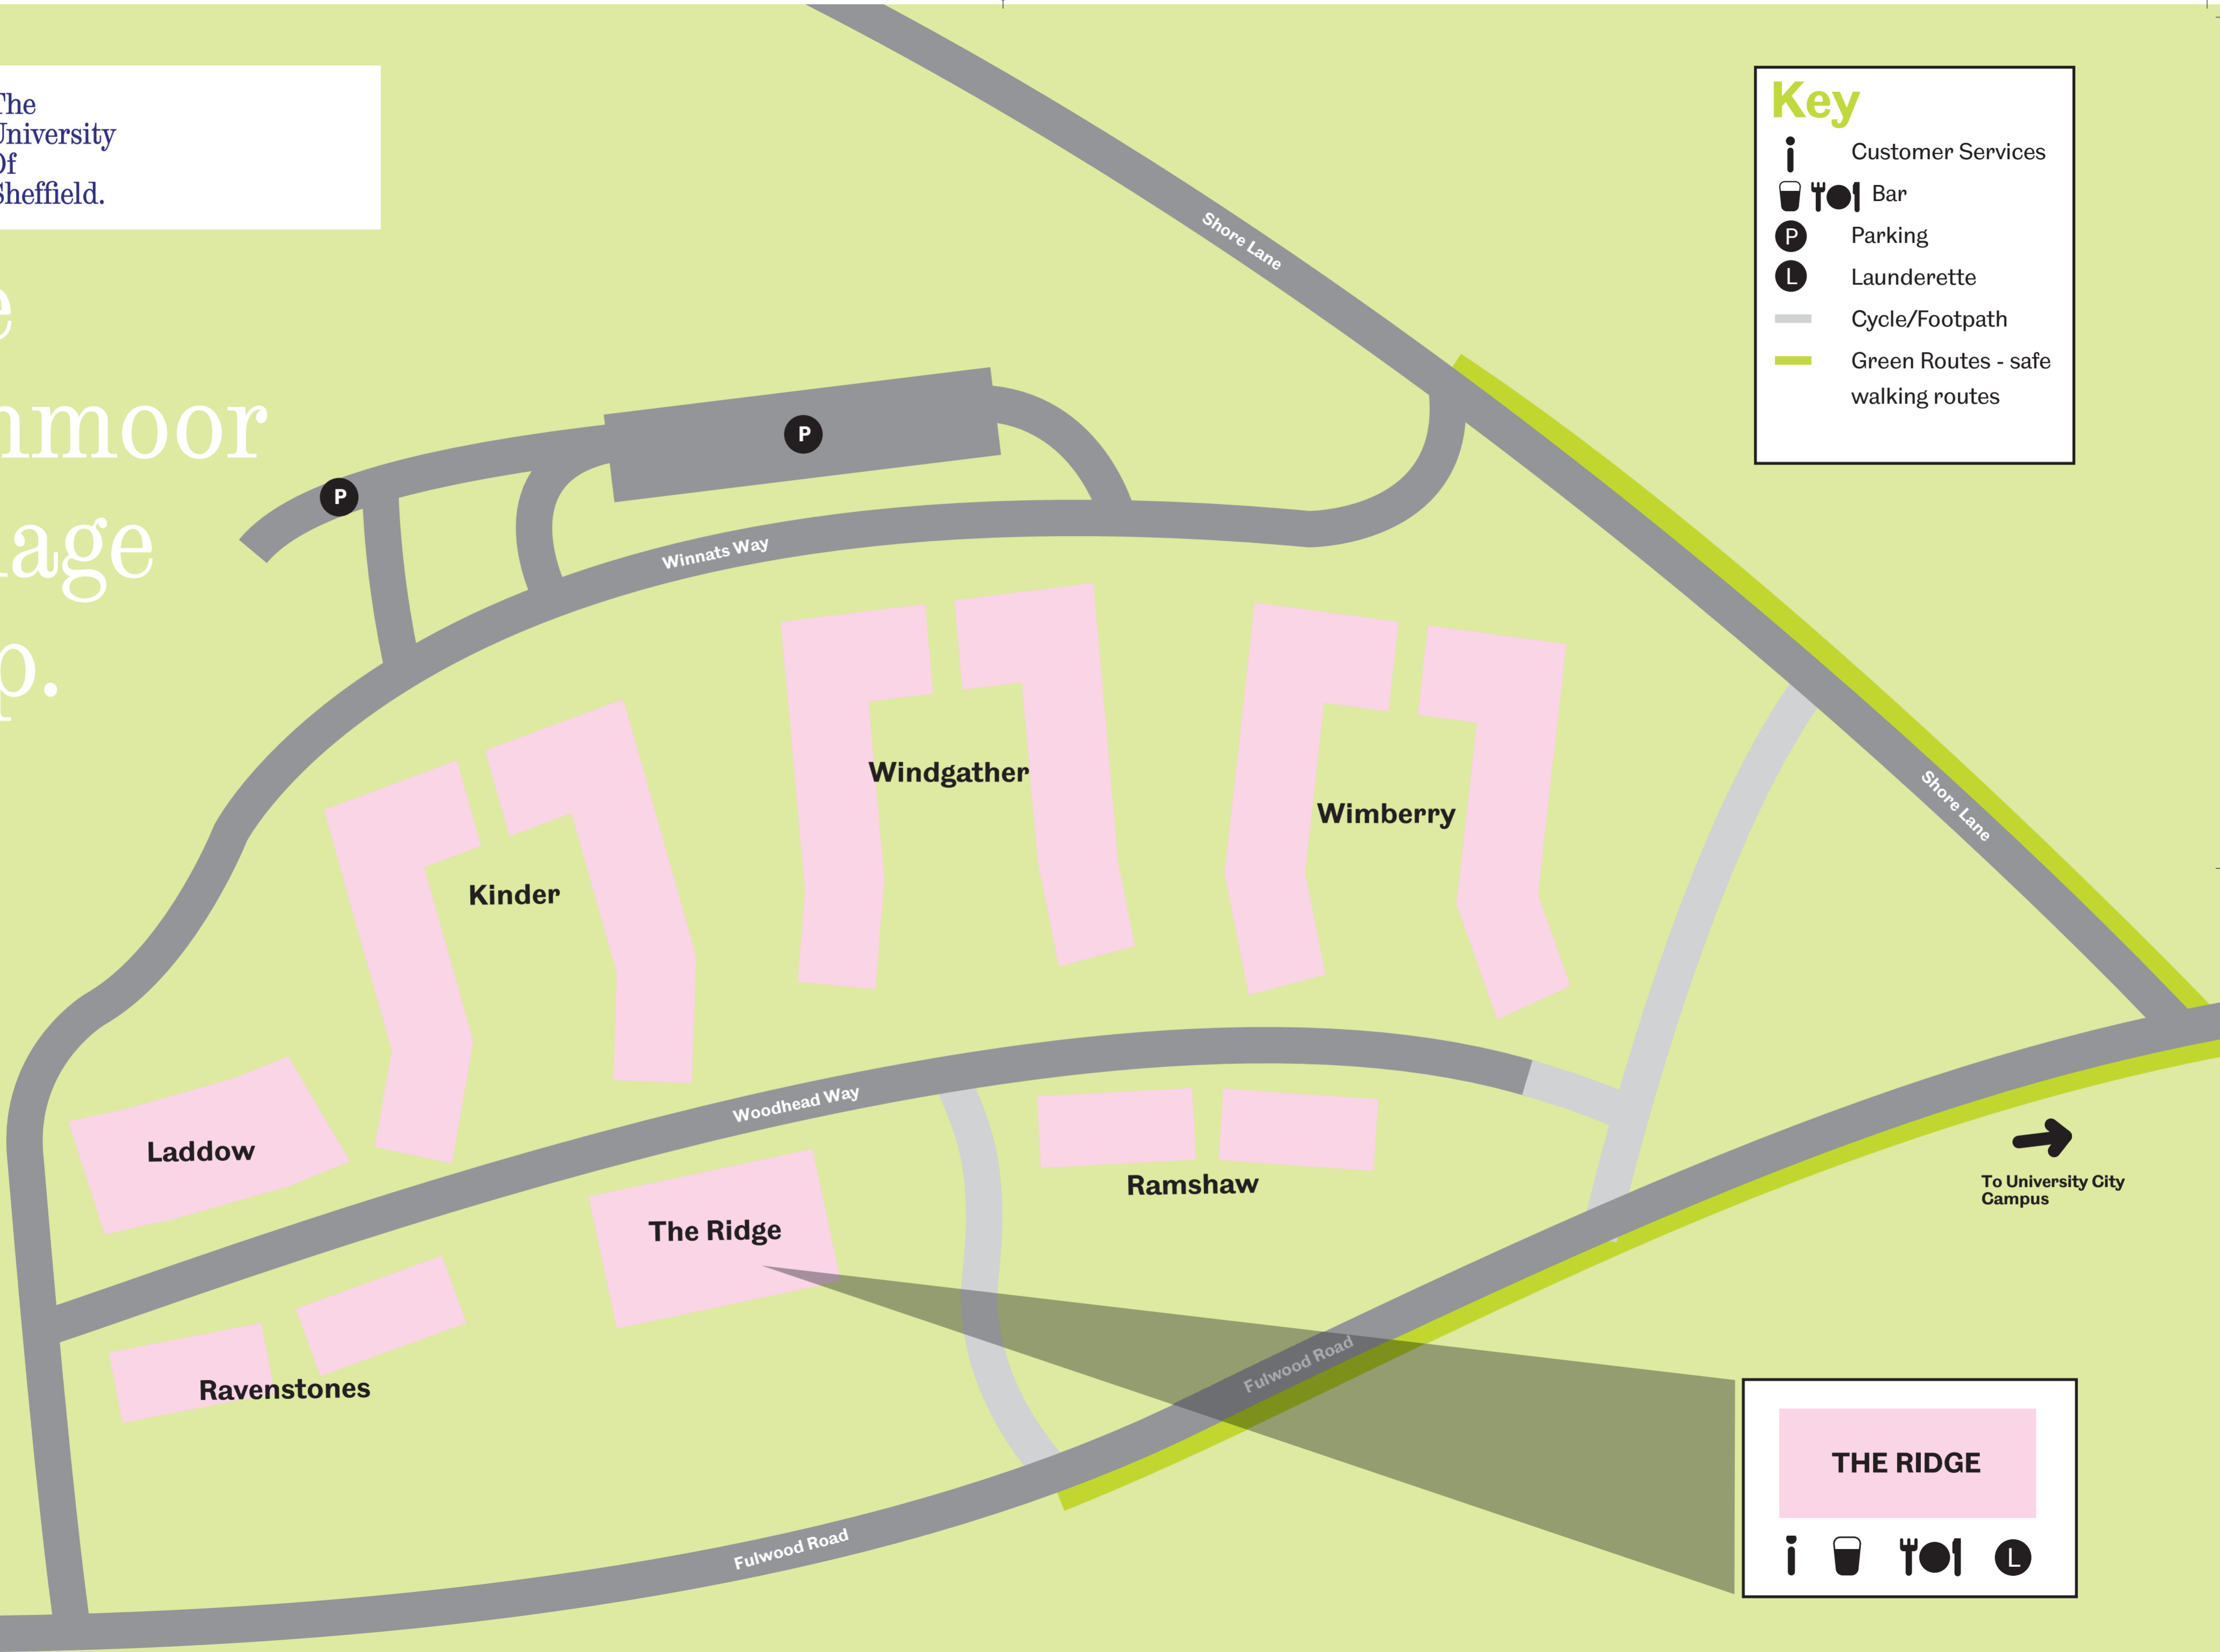 The
University
Of
Sheffield.
e
nmoor
lage
p.
Key
Customer Services
Bar
P Parking
L Launderette
Cycle/Footpath
Green Routes - safe
walking routes
Shore Lane
P
P
Winnats Way
Windgather
Wimberry
Shore Lane
Kinder
Woodhead Way
Laddow
Ramshaw
The Ridge
To University City
Campus
Fulwood Road
Ravenstones
THE RIDGE
L
Fulwood Road